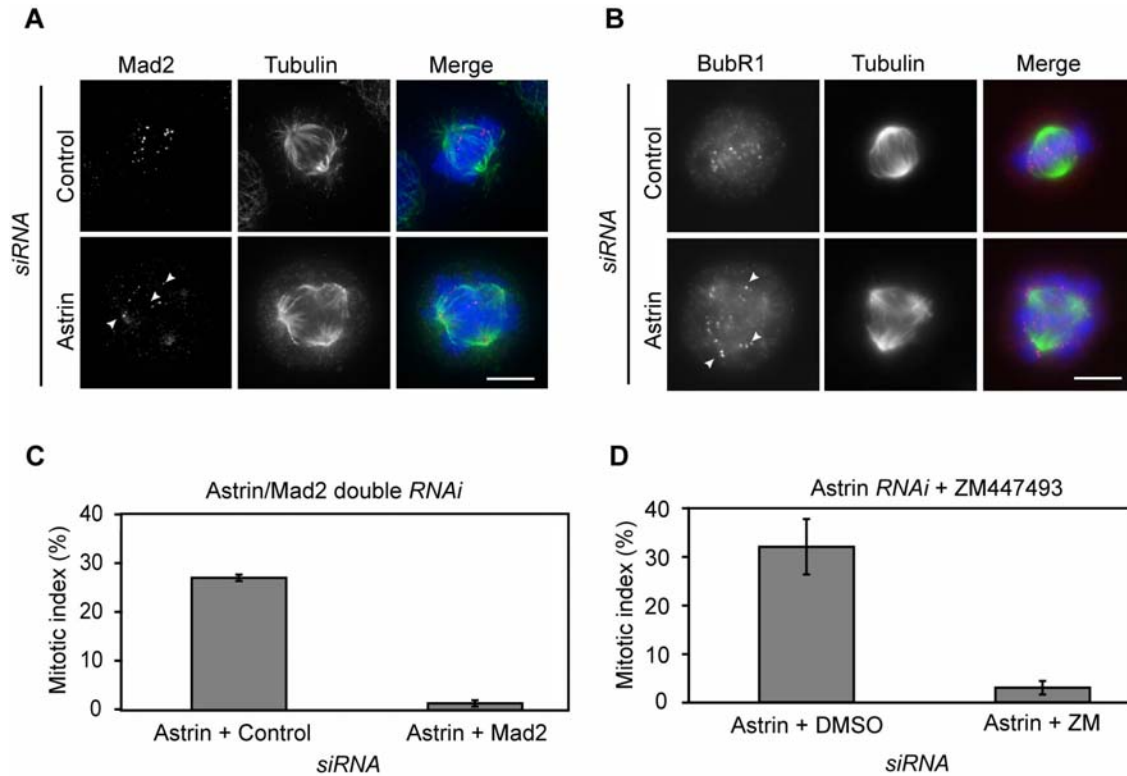 A
Mad2 Tubulin Merge
siRNA
Control
Astrin
B
BubR1 Tubulin Merge
siRNA
Control
Astrin
C
Astrin/Mad2 double RNAi
Mitotic index (%)
40
30
20
10
0
Astrin + Control Astrin + Mad2
siRNA
D
Astrin RNAi + ZM447493
Mitotic index (%)
40
30
20
10
0
Astrin + DMSO Astrin + ZM
siRNA